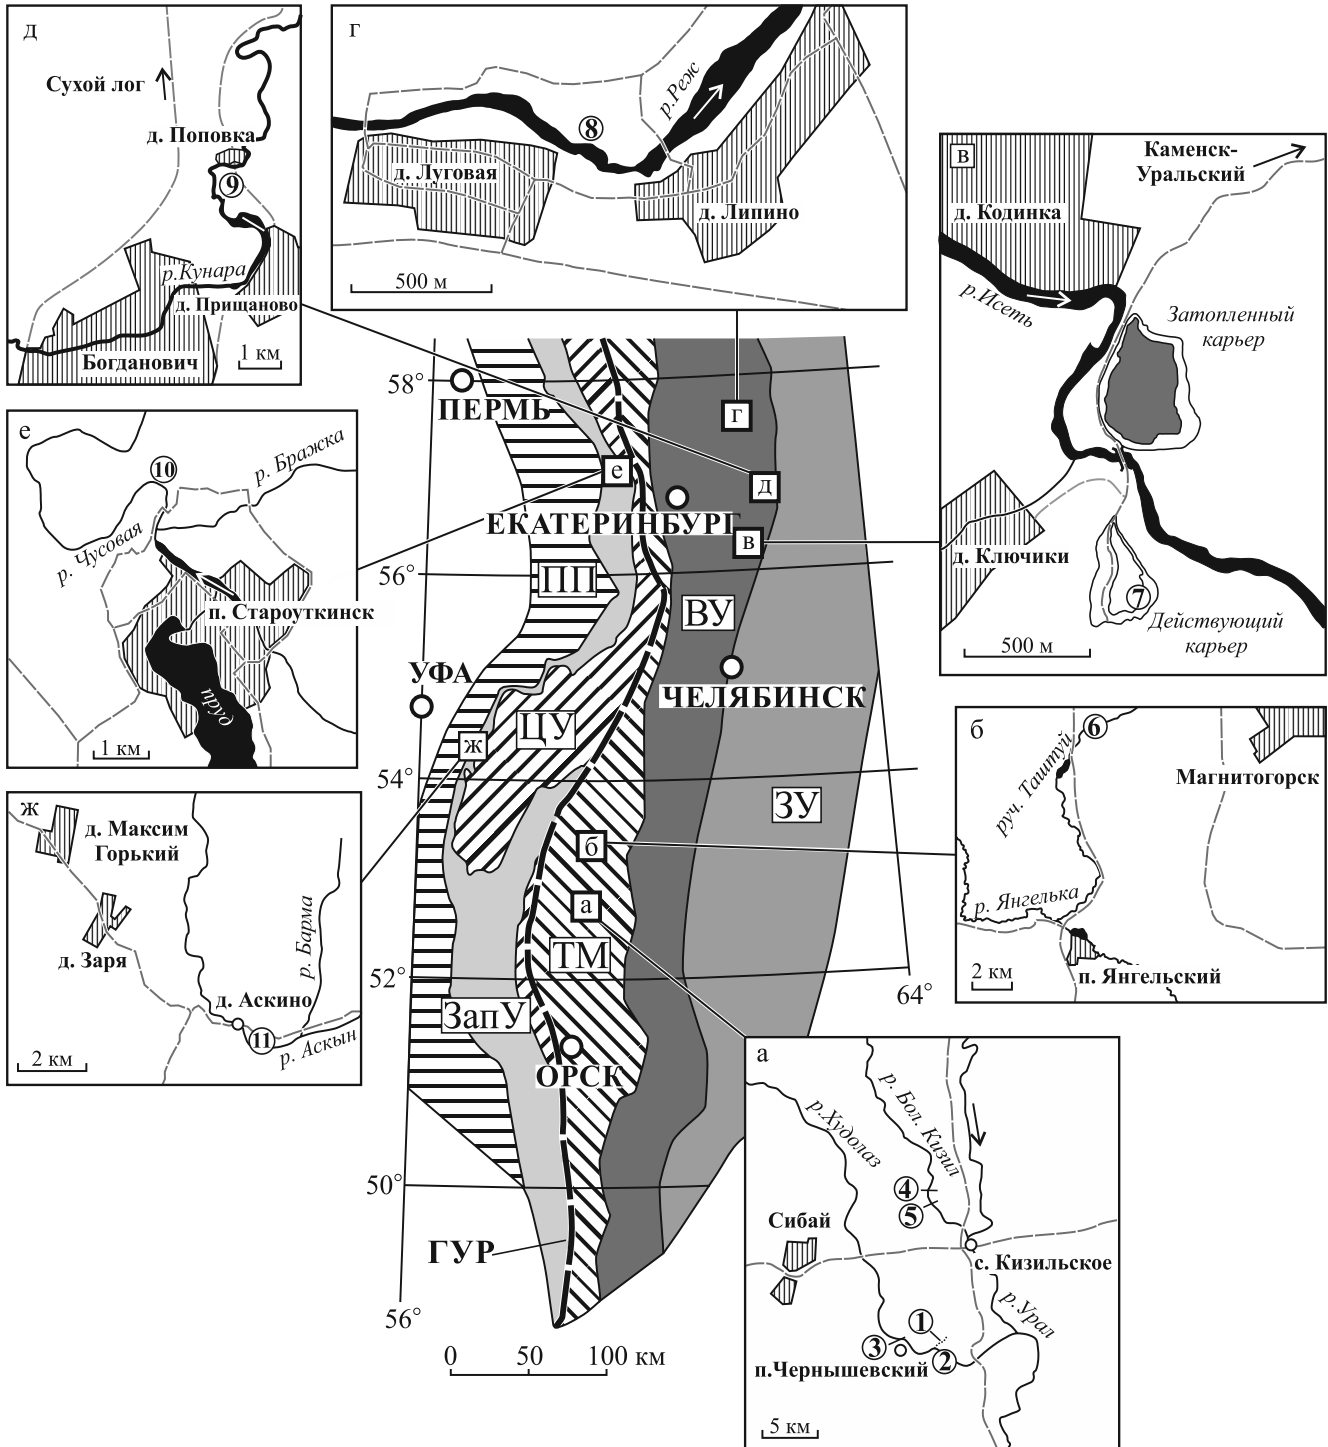 д
Сухой лог
д. Поповка
9
р.Кунара
д. Прищаново
Богданович
1 км
г
р.Реж
8
д. Луговая
д. Липино
500 м
в
Каменск-
Уральский
д. Кодинка
р.Исеть
Затопленный
карьер
д. Ключики
7
Действующий
карьер
500 м
е
10
р. Бражка
р. Чусовая
п. Староуткинск
пруд
1 км
58°
ПЕРМЬ
г
е
д
ЕКАТЕРИНБУРГ
в
56°
ПП
ВУ
УФА
ЧЕЛЯБИНСК
ЦУ
ж
54°
ЗУ
б
а
ТМ
52°
64°
ЗапУ
ОРСК
50°
ГУР
56°
0 50 100 км
б
6
руч. Таштуй
Магнитогорск
р. Янгелька
2 км
п. Янгельский
ж
д. Максим
Горький
д. Заря
р. Барма
д. Аскино
11
р. Аскын
2 км
а
р.Худолаз
р. Бол. Кизил
4
5
Сибай
с. Кизильское
р.Урал
1
3
2
п.Чернышевский
5 км